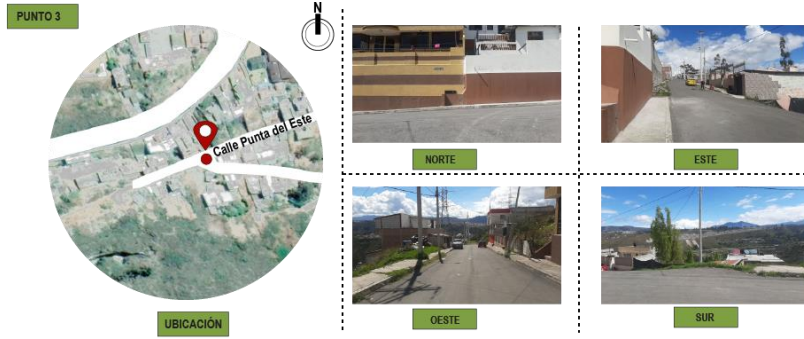 PUNTO 3
N
Calle Punta del Este
UBICACIÓN
NORTE
ESTE
OESTE
SUR